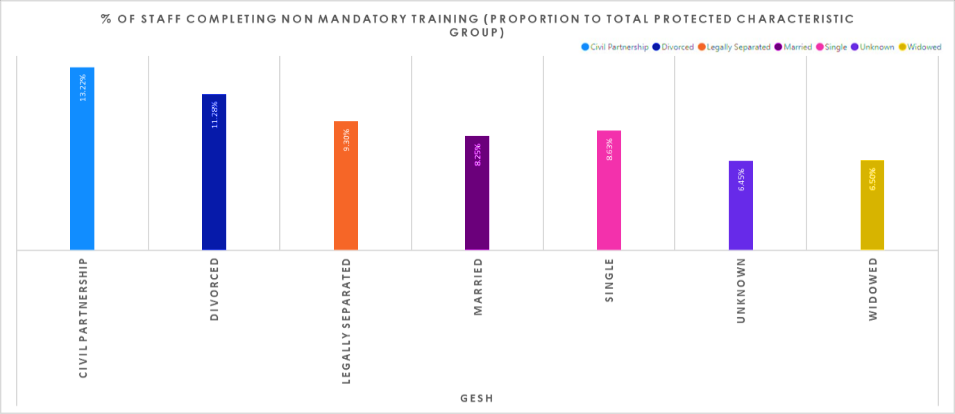 % OF STAFF COMPLETING NON MANDATORY TRAINING (PROPORTION TO TOTAL PROTECTED CHARACTERISTIC
GROUP)
Civil Partnership Divorced Legally Separated Married Single Unknown Widowed
13.22%
11.28%
9.30%
8.25%
8.63%
6.45%
6.50%
CIVIL PARTNERSHIP
DIVORCED
LEGALLY SEPARATED
MARRIED
SINGLE
UNKNOWN
WIDOWED
GESH